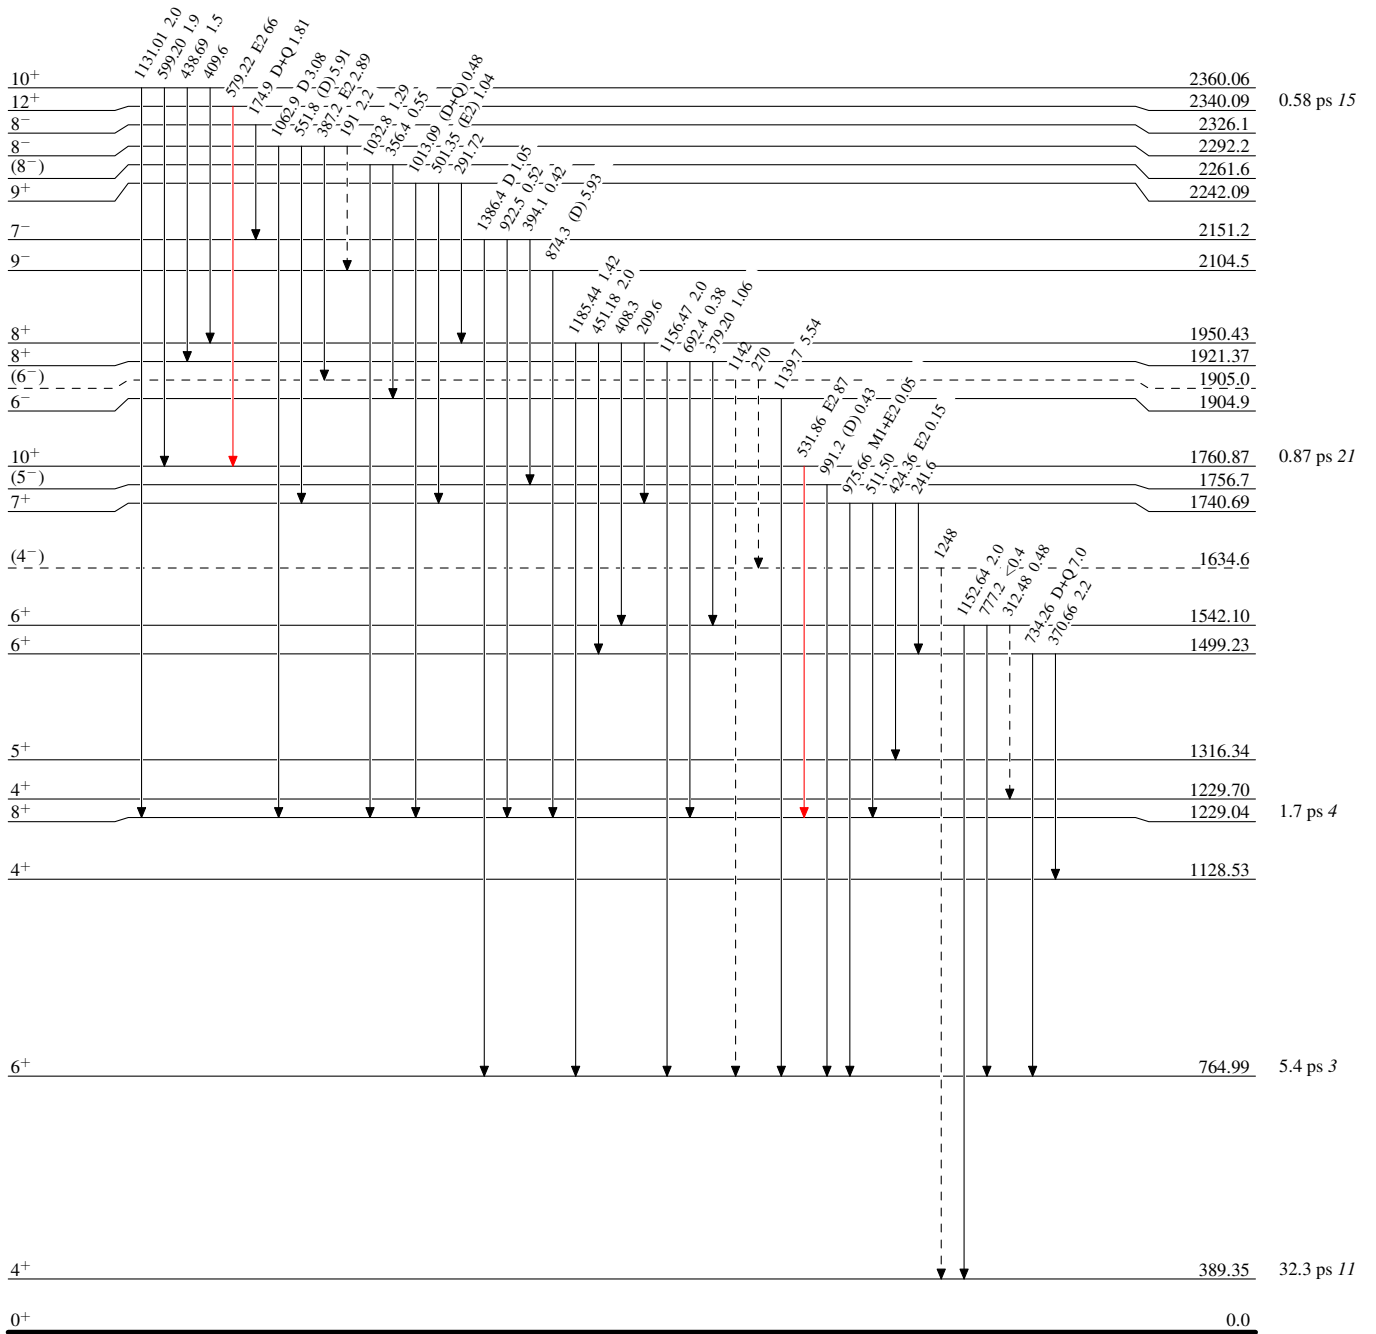 1131.01 2.0
599.20 1.9
438.69 1.5
409.6
579.22 E2 66
174.9 D+Q 1.81
1062.9 D 3.08
551.8 (D) 5.91
387.2 E2 2.89
191 2.2
1032.8 1.29
356.4 0.55
1013.09 (D+Q) 0.48
501.35 (E2) 1.04
291.72
1386.4 D 1.05
922.5 0.52
394.1 0.42
874.3 (D) 5.93
1185.44 1.42
451.18 2.0
408.3
209.6
1156.47 2.0
692.4 0.38
379.20 1.06
1142
270
1139.7 5.54
531.86 E2 87
991.2 (D) 0.43
975.66 M1+E2 0.05
511.50
424.36 E2 0.15
241.6
1248
1152.64 2.0
777.2 <0.4
312.48 0.48
734.26 D+Q 7.0
370.66 2.2
10⁺ 2360.06
12⁺ 2340.09 0.58 ps 15
8⁻ 2326.1
8⁻ 2292.2
(8⁻) 2261.6
9⁺ 2242.09
7⁻ 2151.2
9⁻ 2104.5
8⁺ 1950.43
8⁺ 1921.37
(6⁻) 1905.0
6⁻ 1904.9
10⁺ 1760.87 0.87 ps 21
(5⁻) 1756.7
7⁺ 1740.69
(4⁻) 1634.6
6⁺ 1542.10
6⁺ 1499.23
5⁺ 1316.34
4⁺ 1229.70
8⁺ 1229.04 1.7 ps 4
4⁺ 1128.53
6⁺ 764.99 5.4 ps 3
4⁺ 389.35 32.3 ps 11
0⁺ 0.0